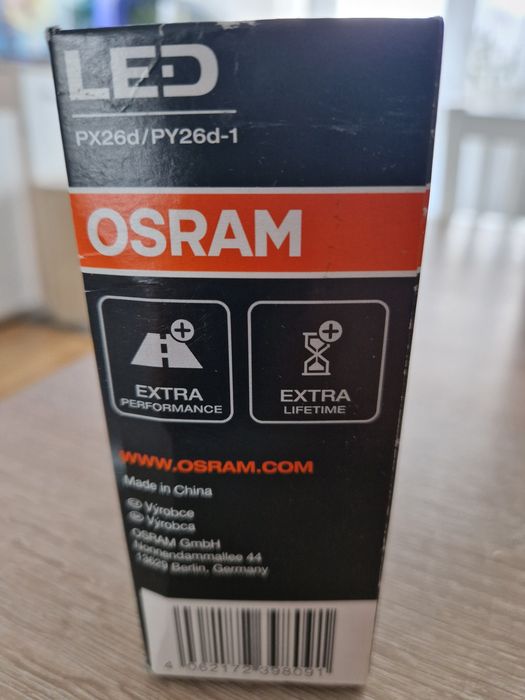 LED
PX26d/PY26d-1
OSRAM
EXTRA
PERFORMANCE
EXTRA
LIFETIME
WWW.OSRAM.COM
Made in China
Výrobce
Výrobca
OSRAM GmbH
Nonnendammallee 44
13629 Berlin, Germany
4 062172 398091